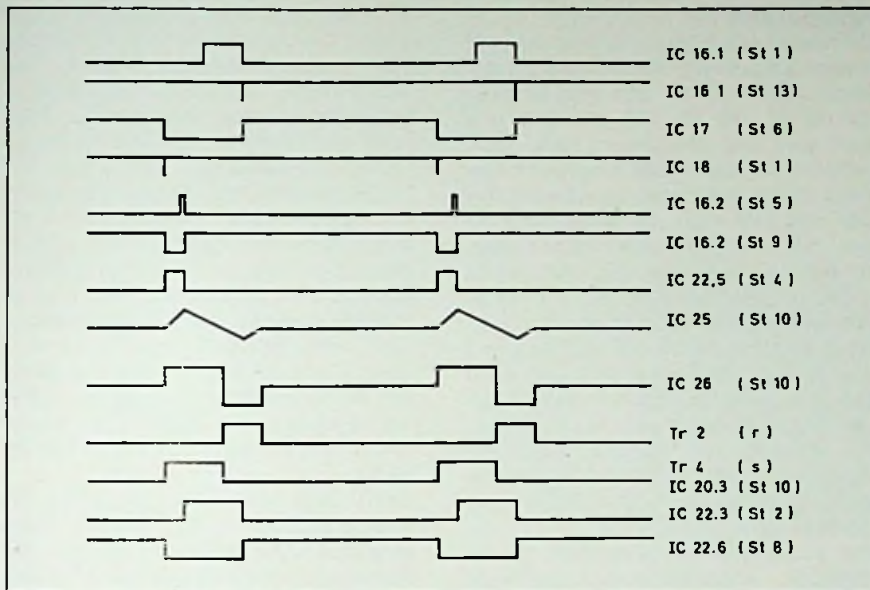 IC 16.1 (St 1)
IC 16 1 (St 13)
IC 17 (St 6)
IC 18 (St 1)
IC 16.2 (St 5)
IC 16.2 (St 9)
IC 22,5 (St 4)
IC 25 (St 10)
IC 26 (St 10)
Tr 2 (r)
Tr 4 (s)
IC 20.3 (St 10)
IC 22.3 (St 2)
IC 22.6 (St 8)